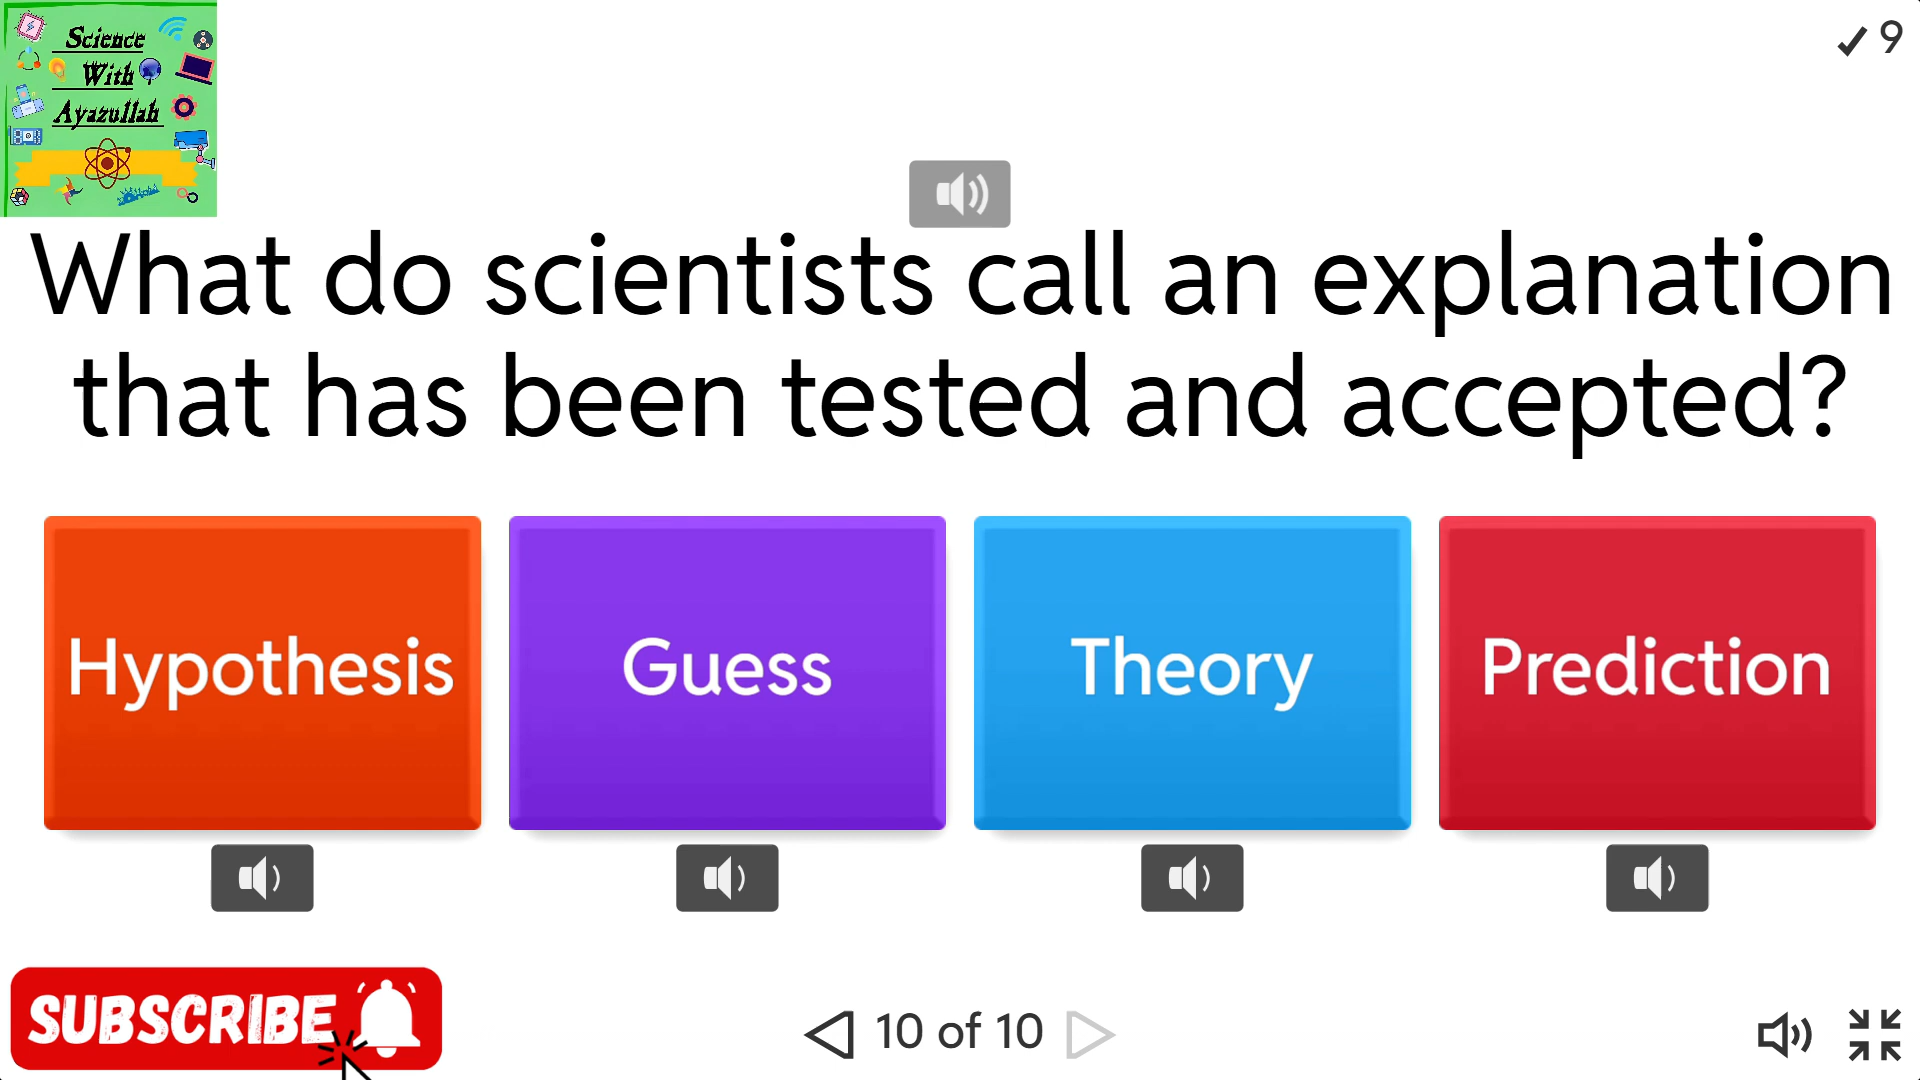 Science
With
Ayazullah
✓ 9
What do scientists call an explanation
that has been tested and accepted?
Hypothesis
Guess
Theory
Prediction
SUBSCRIBE
10 of 10